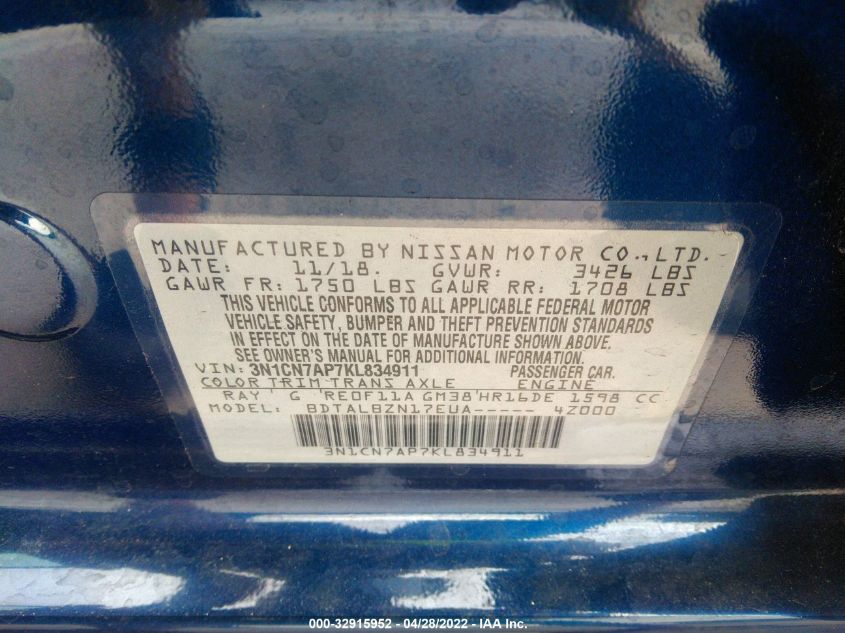 MANUFACTURED BY NISSAN MOTOR CO., LTD.
DATE: 11/18. GVWR: 3426 LBS
GAWR FR: 1750 LBS GAWR RR: 1708 LBS
THIS VEHICLE CONFORMS TO ALL APPLICABLE FEDERAL MOTOR
VEHICLE SAFETY, BUMPER AND THEFT PREVENTION STANDARDS
IN EFFECT ON THE DATE OF MANUFACTURE SHOWN ABOVE.
SEE OWNER'S MANUAL FOR ADDITIONAL INFORMATION.
VIN: 3N1CN7AP7KL834911 PASSENGER CAR.
COLOR TRIM-TRANS AXLE ENGINE
RAY' G 'RE0F11A GM38'HR16DE 1598 CC
MODEL: BDTALBZN17EUA----- 4Z000
3N1CN7AP7KL834911
000-32915952 - 04/28/2022 - IAA Inc.